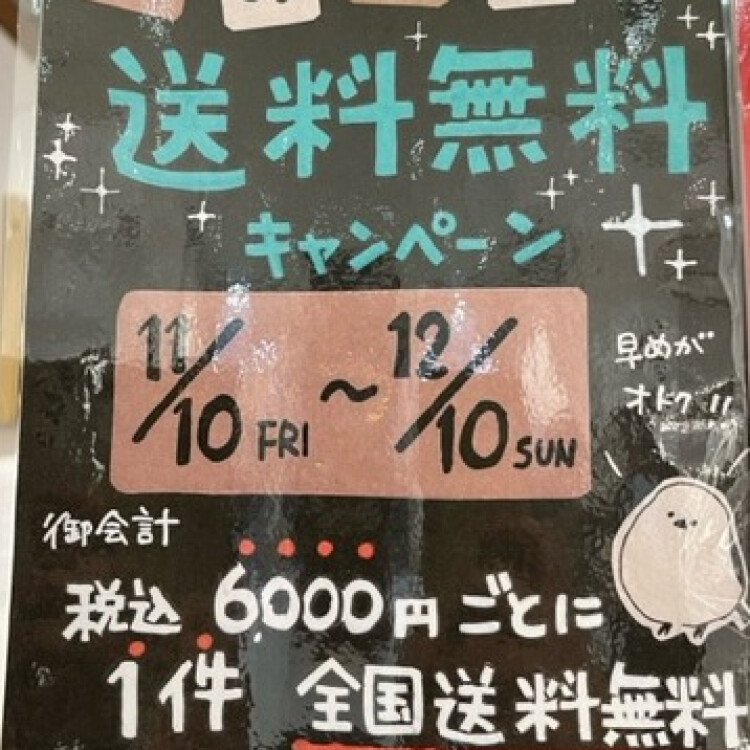 送料無料
キャンペーン
11/10 FRI ~ 12/10 SUN
早めが
オトク!!
御会計
税込 6,000円ごとに
1件 全国送料無料